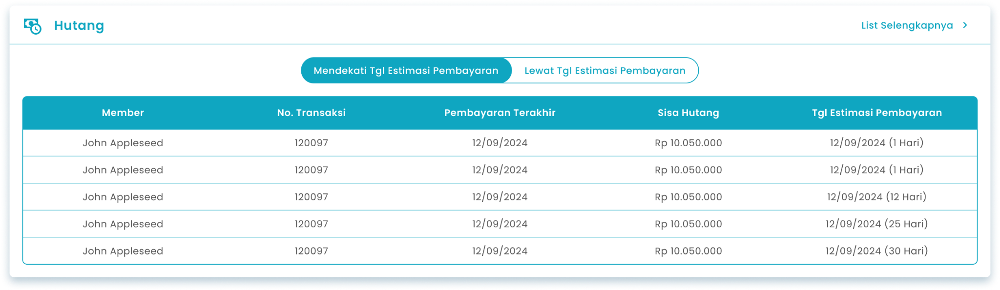 Hutang
List Selengkapnya
Mendekati Tgl Estimasi Pembayaran
Lewat Tgl Estimasi Pembayaran
Member No. Transaksi Pembayaran Terakhir Sisa Hutang Tgl Estimasi Pembayaran
John Appleseed 120097 12/09/2024 Rp 10.050.000 12/09/2024 (1 Hari)
John Appleseed 120097 12/09/2024 Rp 10.050.000 12/09/2024 (1 Hari)
John Appleseed 120097 12/09/2024 Rp 10.050.000 12/09/2024 (12 Hari)
John Appleseed 120097 12/09/2024 Rp 10.050.000 12/09/2024 (25 Hari)
John Appleseed 120097 12/09/2024 Rp 10.050.000 12/09/2024 (30 Hari)